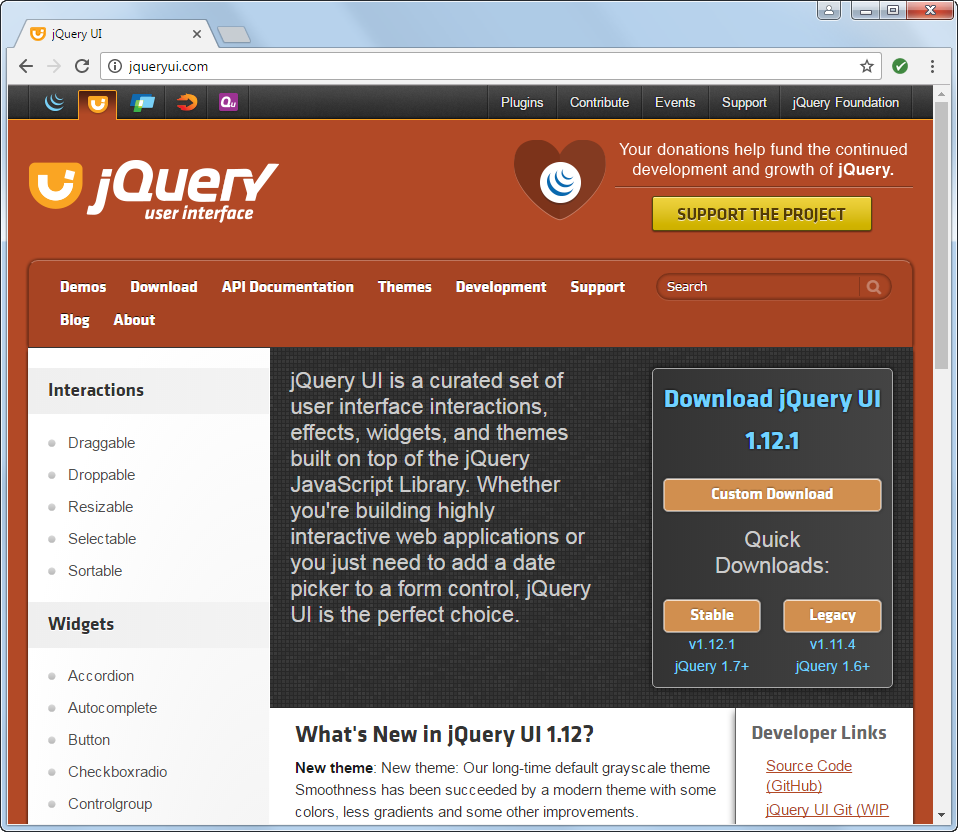 jQuery UI
jqueryui.com
Qu
Plugins
Contribute
Events
Support
jQuery Foundation
jQuery
user interface
Your donations help fund the continued
development and growth of jQuery.
SUPPORT THE PROJECT
Demos
Download
API Documentation
Themes
Development
Support
Search
Blog
About
Interactions
Draggable
Droppable
Resizable
Selectable
Sortable
Widgets
Accordion
Autocomplete
Button
Checkboxradio
Controlgroup
jQuery UI is a curated set of
user interface interactions,
effects, widgets, and themes
built on top of the jQuery
JavaScript Library. Whether
you're building highly
interactive web applications or
you just need to add a date
picker to a form control, jQuery
UI is the perfect choice.
Download jQuery UI
1.12.1
Custom Download
Quick
Downloads:
Stable
v1.12.1
jQuery 1.7+
Legacy
v1.11.4
jQuery 1.6+
What's New in jQuery UI 1.12?
New theme: New theme: Our long-time default grayscale theme
Smoothness has been succeeded by a modern theme with some
colors, less gradients and some other improvements.
Developer Links
Source Code
(GitHub)
jQuery UI Git (WIP